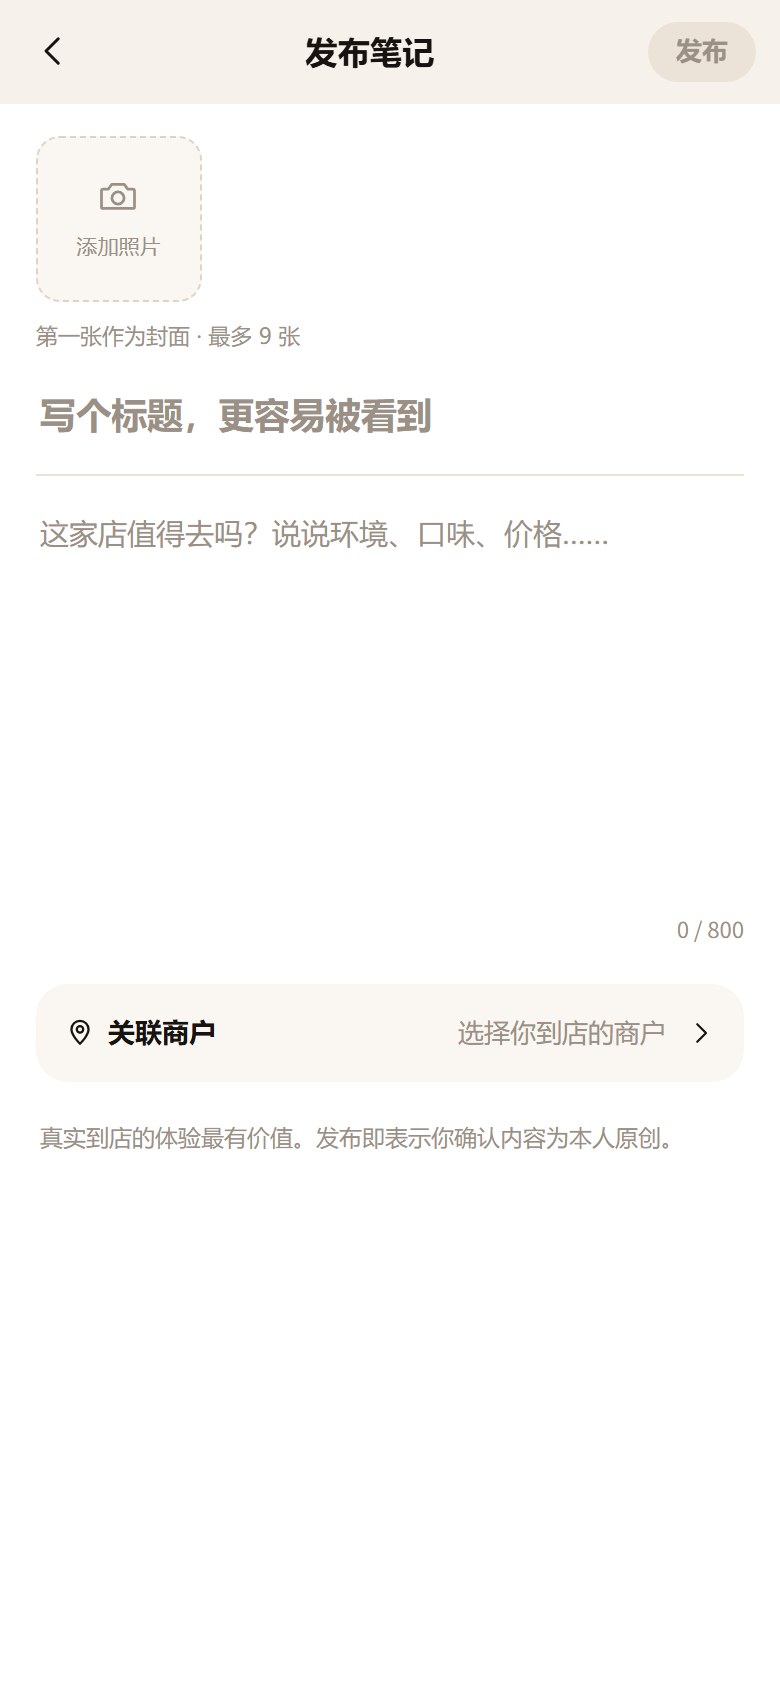 发布笔记
发布
添加照片
第一张作为封面 · 最多 9 张
写个标题，更容易被看到
这家店值得去吗？说说环境、口味、价格……
0 / 800
关联商户
选择你到店的商户
真实到店的体验最有价值。发布即表示你确认内容为本人原创。